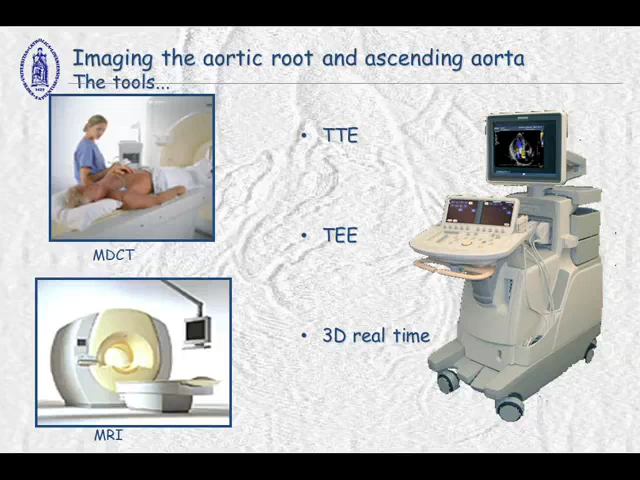 Imaging the aortic root and ascending aorta
The tools...
• TTE
• TEE
MDCT
• 3D real time
MRI